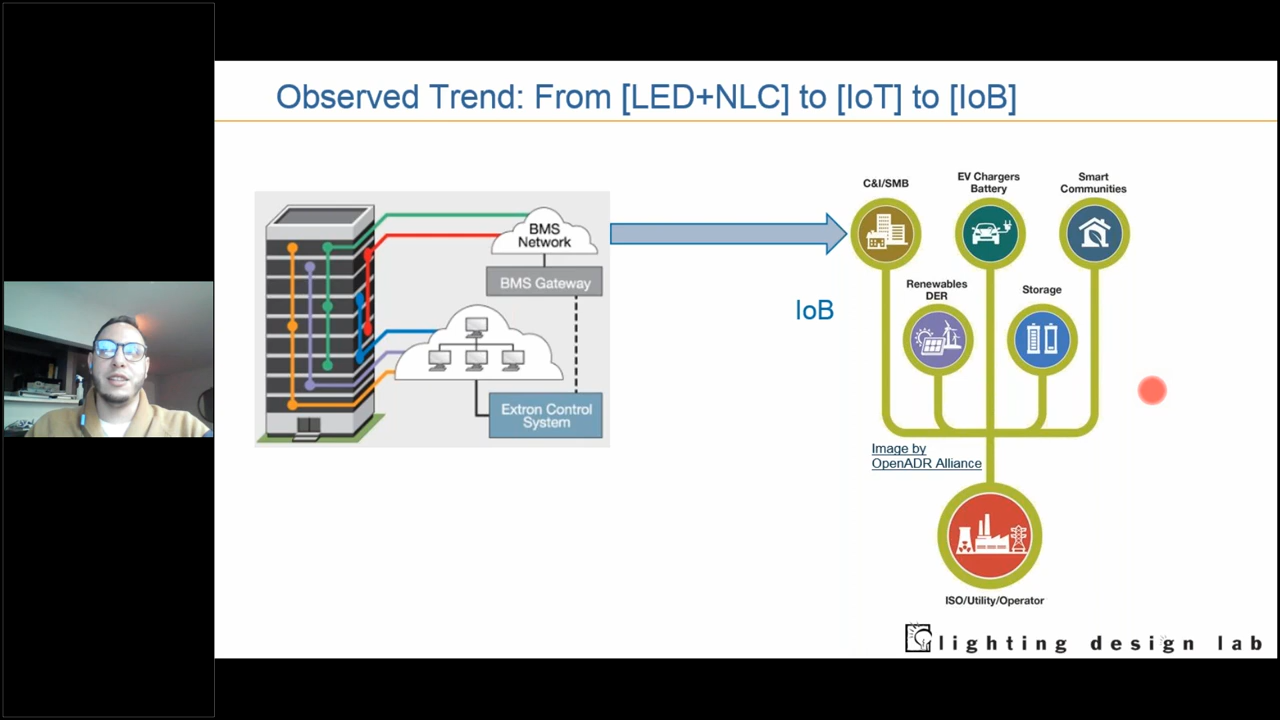 Observed Trend: From [LED+NLC] to [IoT] to [IoB]
BMS
Network
BMS Gateway
Extron Control
System
IoB
C&I/SMB
EV Chargers
Battery
Smart
Communities
Renewables
DER
Storage
Image by
OpenADR Alliance
ISO/Utility/Operator
lighting design lab